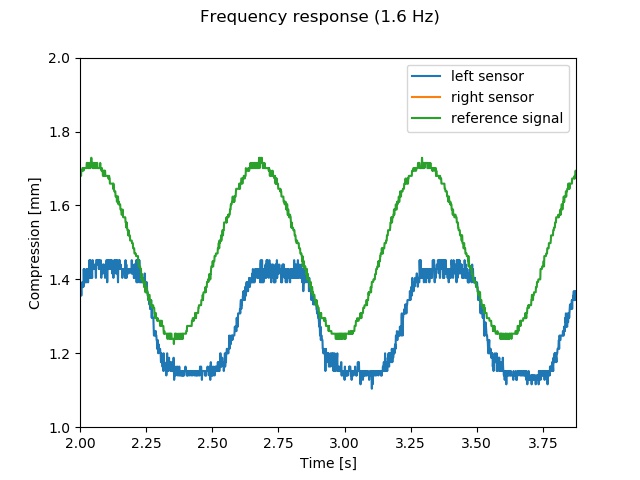 Frequency response (1.6 Hz)
left sensor
right sensor
reference signal
Compression [mm]
2.0
1.8
1.6
1.4
1.2
1.0
2.00 2.25 2.50 2.75 3.00 3.25 3.50 3.75
Time [s]